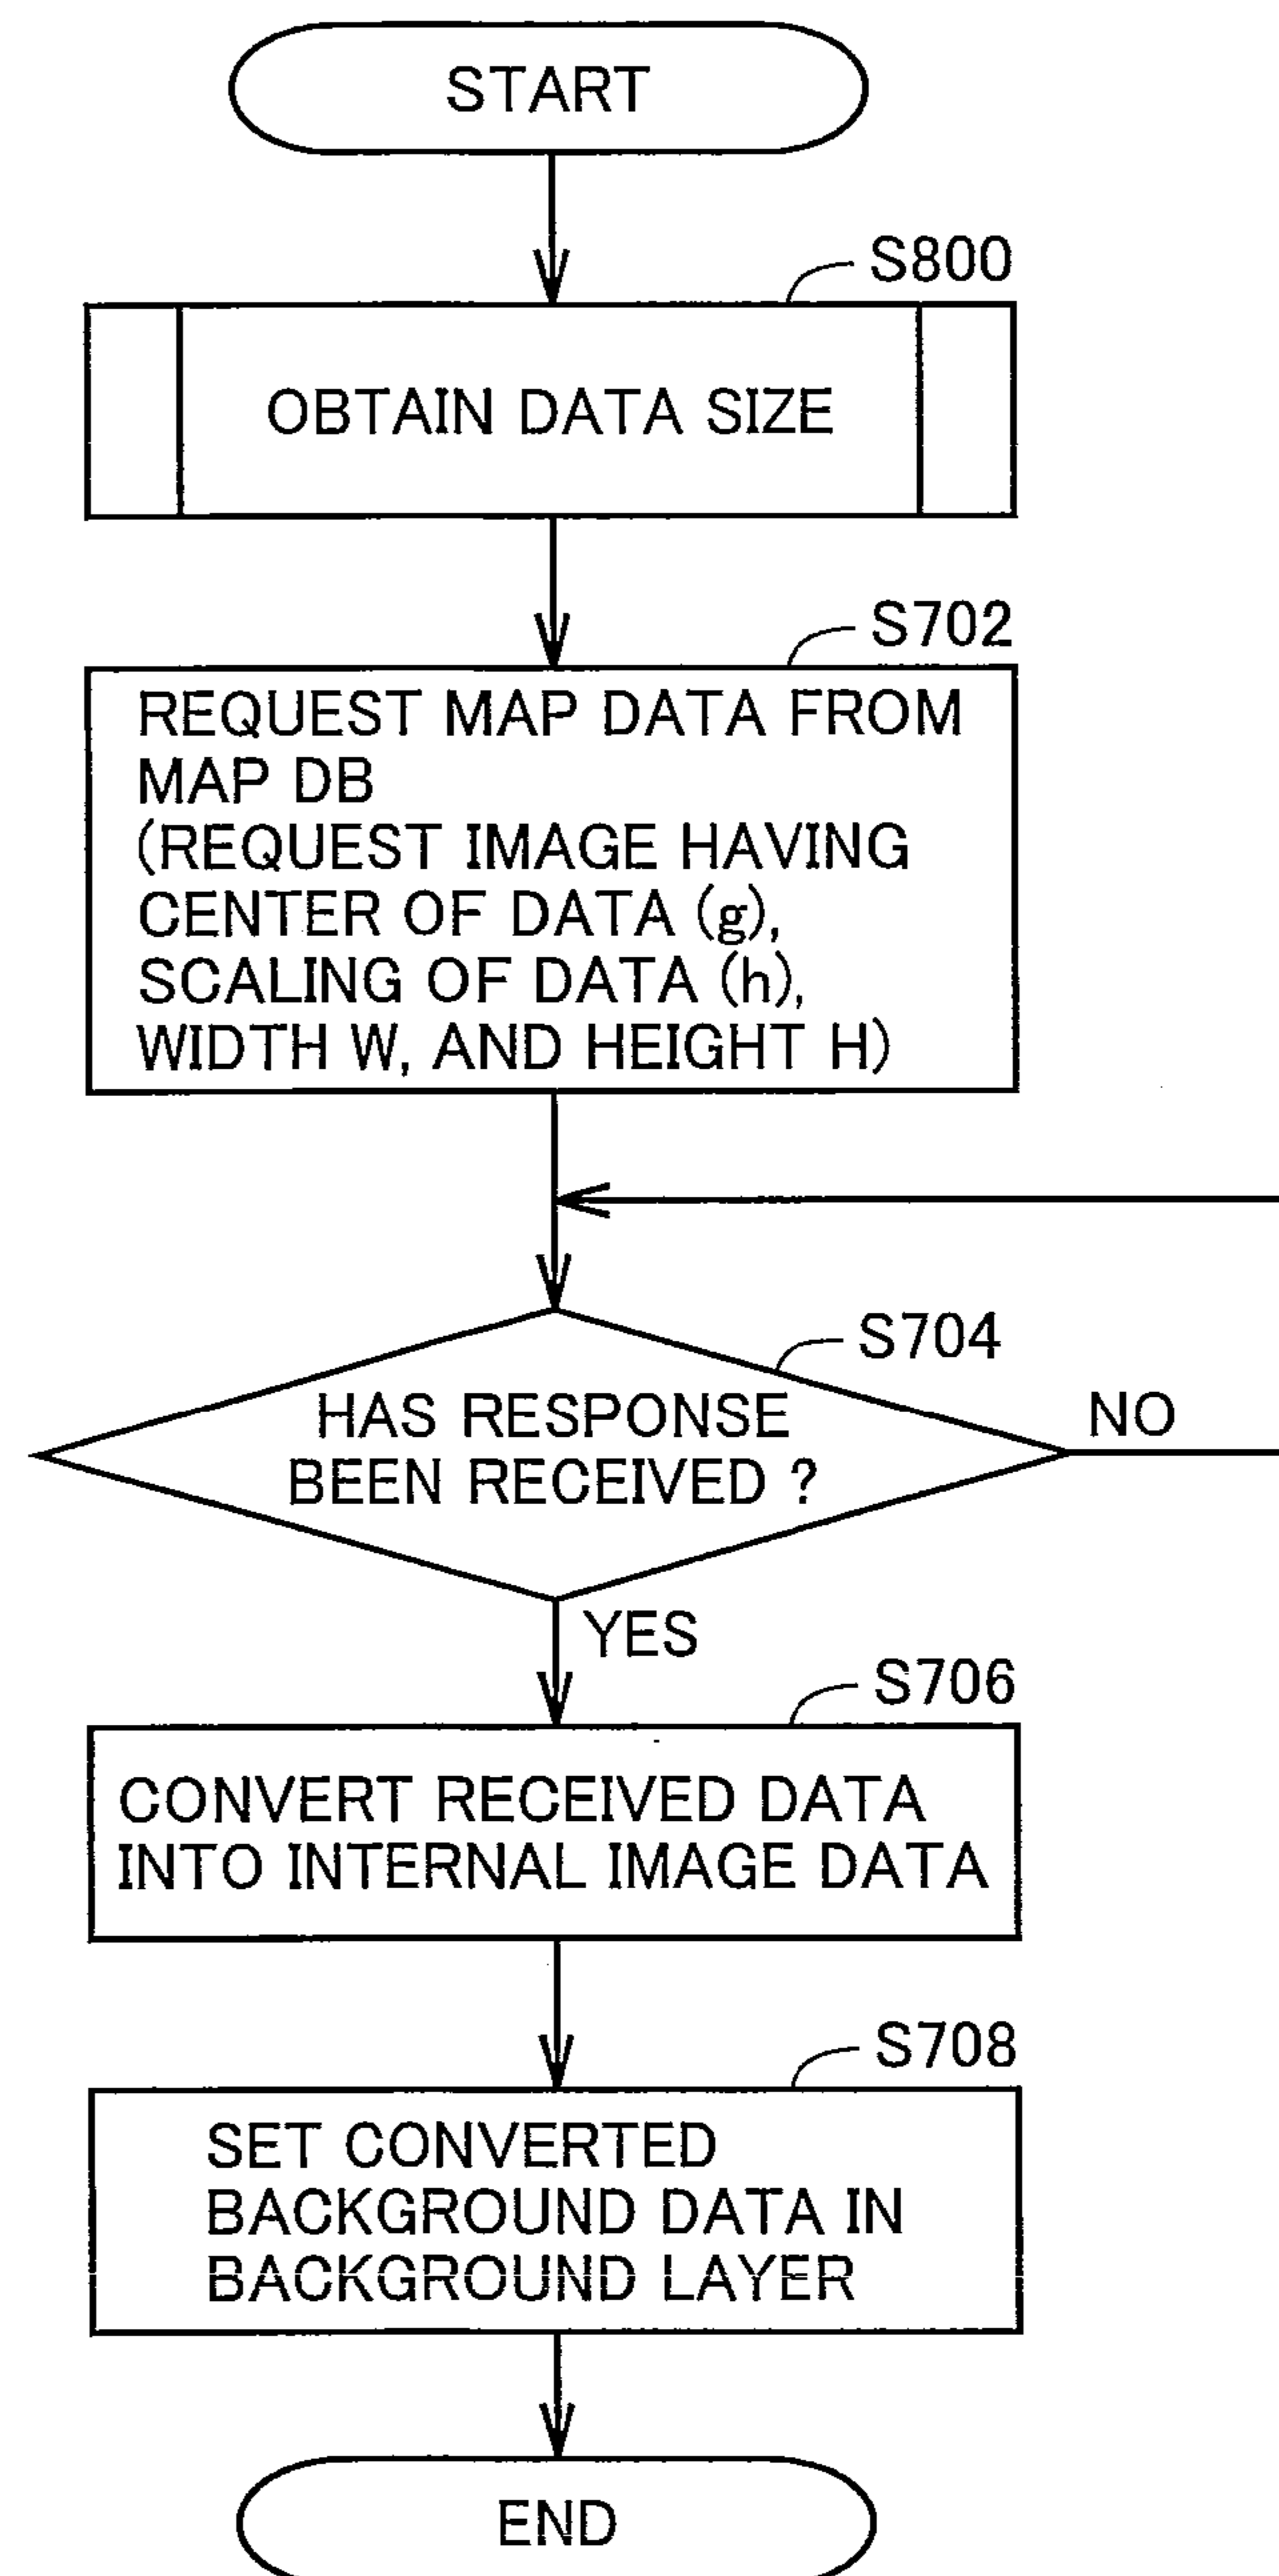 START
S800
OBTAIN DATA SIZE
S702
REQUEST MAP DATA FROM
MAP DB
(REQUEST IMAGE HAVING
CENTER OF DATA (g),
SCALING OF DATA (h),
WIDTH W, AND HEIGHT H)
S704
HAS RESPONSE
BEEN RECEIVED ?
NO
YES
S706
CONVERT RECEIVED DATA
INTO INTERNAL IMAGE DATA
S708
SET CONVERTED
BACKGROUND DATA IN
BACKGROUND LAYER
END